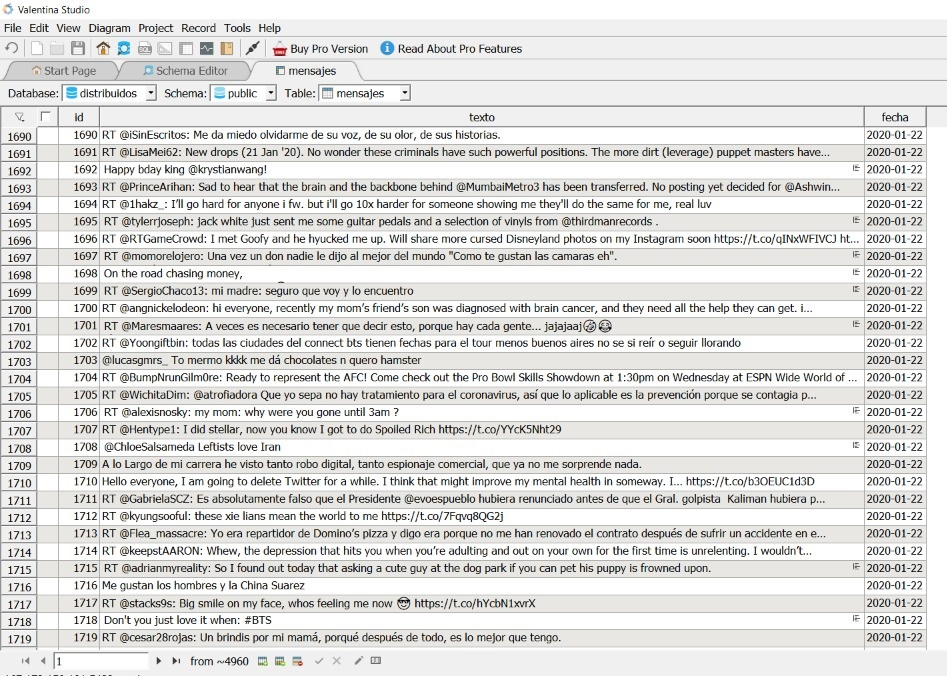 Valentina Studio
File Edit View Diagram Project Record Tools Help
Buy Pro Version Read About Pro Features
Start Page Schema Editor mensajes
Database: distribuidos Schema: public Table: mensajes
id texto fecha
1690 1690 RT @iSinEscritos: Me da miedo olvidarme de su voz, de su olor, de sus historias. 2020-01-22
1691 1691 RT @LisaMei62: New drops (21 Jan '20). No wonder these criminals have such powerful positions. The more dirt (leverage) puppet masters have... 2020-01-22
1692 1692 Happy bday king @krystianwang! 2020-01-22
1693 1693 RT @PrinceArihan: Sad to hear that the brain and the backbone behind @MumbaiMetro3 has been transferred. No posting yet decided for @Ashwin... 2020-01-22
1694 1694 RT @1hakz_: I'll go hard for anyone i fw. but i'll go 10x harder for someone showing me they'll do the same for me, real luv 2020-01-22
1695 1695 RT @tylerrjoseph: jack white just sent me some guitar pedals and a selection of vinyls from @thirdmanrecords . 2020-01-22
1696 1696 RT @RTGameCrowd: I met Goofy and he hyucked me up. Will share more cursed Disneyland photos on my Instagram soon https://t.co/qINxWFIVCJ ht... 2020-01-22
1697 1697 RT @momorelojero: Una vez un don nadie le dijo al mejor del mundo "Como te gustan las camaras eh". 2020-01-22
1698 1698 On the road chasing money, 2020-01-22
1699 1699 RT @SergioChaco13: mi madre: seguro que voy y lo encuentro 2020-01-22
1700 1700 RT @angnickelodeon: hi everyone, recently my mom's friend's son was diagnosed with brain cancer, and they need all the help they can get. i... 2020-01-22
1701 1701 RT @Maresmaares: A veces es necesario tener que decir esto, porque hay cada gente... jajajaaj🤣😂 2020-01-22
1702 1702 RT @Yoongiftbin: todas las ciudades del connect bts tienen fechas para el tour menos buenos aires no se si reír o seguir llorando 2020-01-22
1703 1703 @lucasgmrs_ To mermo kkkk me dá chocolates n quero hamster 2020-01-22
1704 1704 RT @BumpNrunGilm0re: Ready to represent the AFC! Come check out the Pro Bowl Skills Showdown at 1:30pm on Wednesday at ESPN Wide World of ... 2020-01-22
1705 1705 RT @WichitaDim: @atrofiadora Que yo sepa no hay tratamiento para el coronavirus, así que lo aplicable es la prevención porque se contagia p... 2020-01-22
1706 1706 RT @alexisnosky: my mom: why were you gone until 3am ? 2020-01-22
1707 1707 RT @Hentype1: I did stellar, now you know I got to do Spoiled Rich https://t.co/YYcK5Nht29 2020-01-22
1708 1708 @ChloeSalsameda Leftists love Iran 2020-01-22
1709 1709 A lo Largo de mi carrera he visto tanto robo digital, tanto espionaje comercial, que ya no me sorprende nada. 2020-01-22
1710 1710 Hello everyone, I am going to delete Twitter for a while. I think that might improve my mental health in someway. I... https://t.co/b3OEUC1d3D 2020-01-22
1711 1711 RT @GabrielaSCZ: Es absolutamente falso que el Presidente @evoespueblo hubiera renunciado antes de que el Gral. golpista Kaliman hubiera p... 2020-01-22
1712 1712 RT @kyungsooful: these xie lians mean the world to me https://t.co/7Fqvq8QG2j 2020-01-22
1713 1713 RT @Flea_massacre: Yo era repartidor de Domino's pizza y digo era porque no me han renovado el contrato después de sufrir un accidente en e... 2020-01-22
1714 1714 RT @keepstAARON: Whew, the depression that hits you when you're adulting and out on your own for the first time is unrelenting. I wouldn't... 2020-01-22
1715 1715 RT @adrianmyreality: So I found out today that asking a cute guy at the dog park if you can pet his puppy is frowned upon. 2020-01-22
1716 1716 Me gustan los hombres y la China Suarez 2020-01-22
1717 1717 RT @stacks9s: Big smile on my face, whos feeling me now 😎 https://t.co/hYcbN1xvrX 2020-01-22
1718 1718 Don't you just love it when: #BTS 2020-01-22
1719 1719 RT @cesar28rojas: Un brindis por mi mamá, porqué después de todo, es lo mejor que tengo. 2020-01-22
1 from ~4960